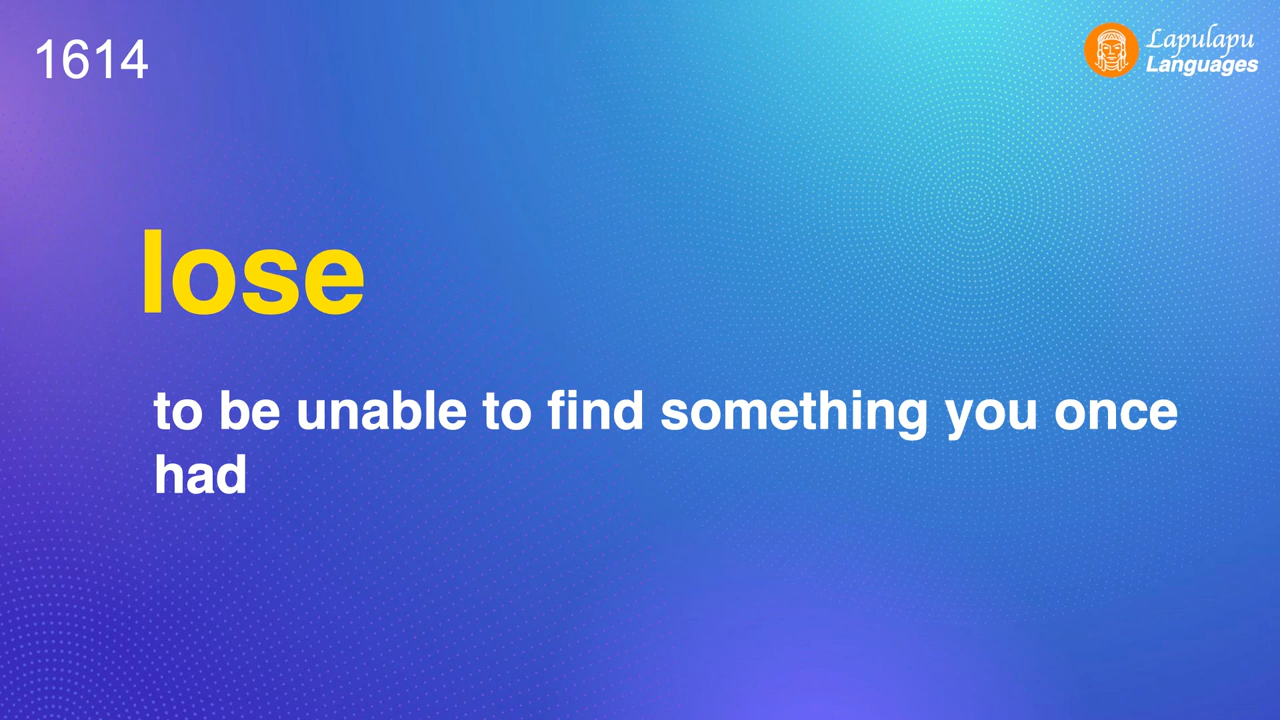 1614
Lapulapu
Languages
lose
to be unable to find something you once
had